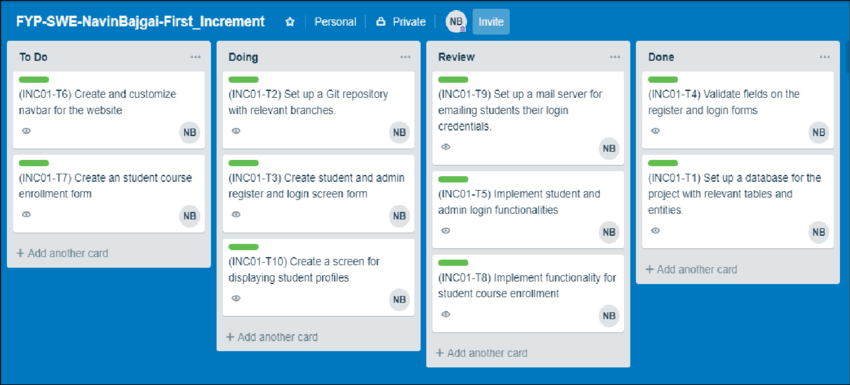 FYP-SWE-NavinBajgai-First_Increment
Personal
Private
NB
Invite
To Do
(INC01-T6) Create and customize
navbar for the website
NB
(INC01-T7) Create an student course
enrollment form
NB
+ Add another card
Doing
(INC01-T2) Set up a Git repository
with relevant branches.
NB
(INC01-T3) Create student and admin
register and login screen form
NB
(INC01-T10) Create a screen for
displaying student profiles
NB
+ Add another card
Review
(INC01-T9) Set up a mail server for
emailing students their login
credentials.
NB
(INC01-T5) Implement student and
admin login functionalities
NB
(INC01-T8) Implement functionality for
student course enrollment
NB
+ Add another card
Done
(INC01-T4) Validate fields on the
register and login forms
NB
(INC01-T1) Set up a database for the
project with relevant tables and
entities.
NB
+ Add another card